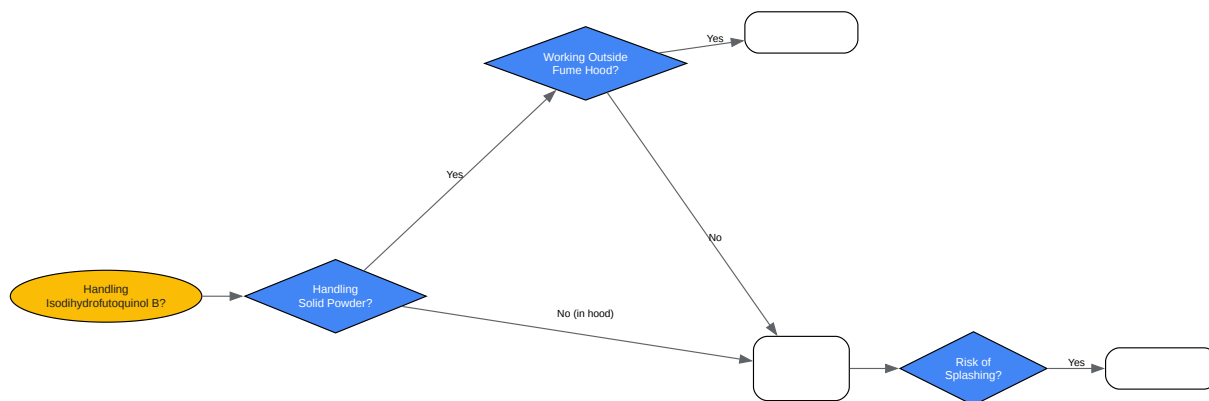 Working Outside
Fume Hood?
Yes
Yes
No
Handling
Isodihydrofutoquinol B?
Handling
Solid Powder?
No (in hood)
Risk of
Splashing?
Yes